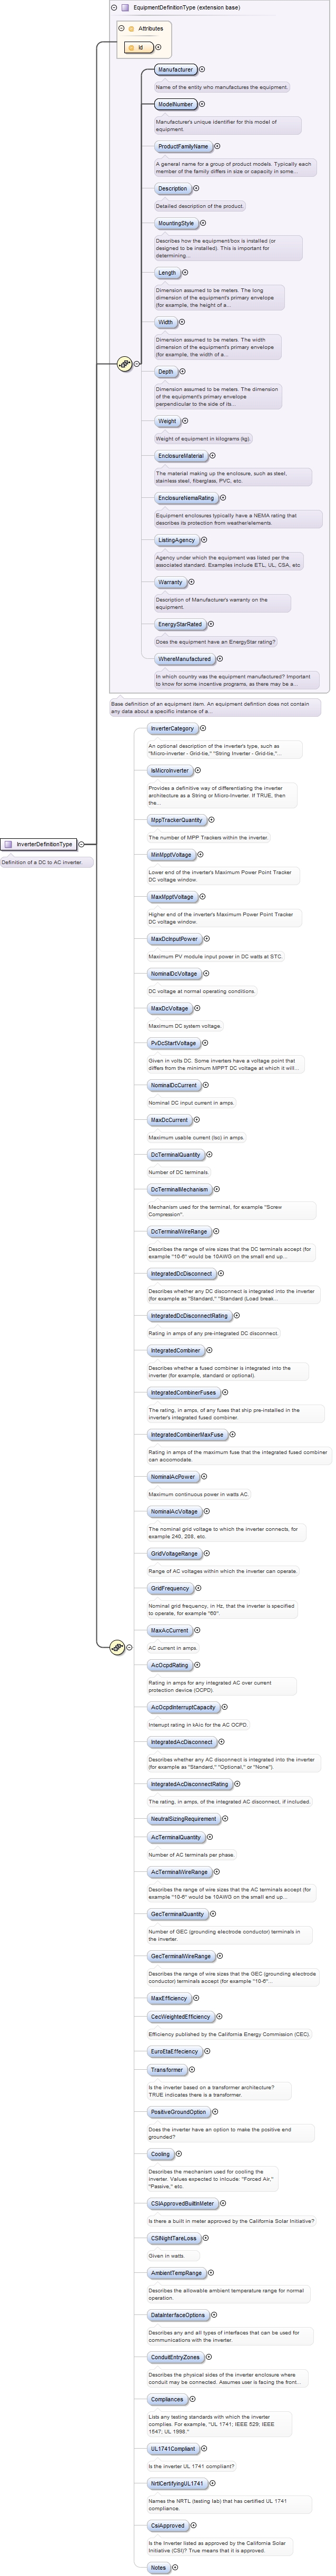 EquipmentDefinitionType (extension base)
Attributes
id
Manufacturer
Name of the entity who manufactures the equipment.
ModelNumber
Manufacturer's unique identifier for this model of
equipment.
ProductFamilyName
A general name for a group of product models. Typically each
member of the family differs in size or capacity in some...
Description
Detailed description of the product.
MountingStyle
Describes how the equipment/box is installed (or
designed to be installed). This is important for
determining...
Length
Dimension assumed to be meters. The long
dimension of the equipment's primary envelope
(for example, the height of a...
Width
Dimension assumed to be meters. The width
dimension of the equipment's primary envelope
(for example, the width of a...
Depth
Dimension assumed to be meters. The dimension
of the equipment's primary envelope
perpendicular to the side of its...
Weight
Weight of equipment in kilograms (kg).
EnclosureMaterial
The material making up the enclosure, such as steel,
stainless steel, fiberglass, PVC, etc.
EnclosureNemaRating
Equipment enclosures typically have a NEMA rating that
describes its protection from weather/elements.
ListingAgency
Agency under which the equipment was listed per the
associated standard. Examples include ETL, UL, CSA, etc
Warranty
Description of Manufacturer's warranty on the
equipment.
EnergyStarRated
Does the equipment have an EnergyStar rating?
WhereManufactured
In which country was the equipment manufactured? Important
to know for some incentive programs, as there may be a...
Base definition of an equipment item. An equipment defintion does not contain
any data about a specific instance of a...
InverterDefinitionType
Definition of a DC to AC inverter.
InverterCategory
An optional description of the inverter's type, such as
"Micro-inverter - Grid-tie," "String Inverter - Grid-tie,"...
IsMicroInverter
Provides a definitive way of differentiating the inverter
architecture as a String or Micro-Inverter. If TRUE, then
the...
MppTrackerQuantity
The number of MPP Trackers within the inverter.
MinMpptVoltage
Lower end of the inverter's Maximum Power Point Tracker
DC voltage window.
MaxMpptVoltage
Higher end of the inverter's Maximum Power Point Tracker
DC voltage window.
MaxDcInputPower
Maximum PV module input power in DC watts at STC.
NominalDcVoltage
DC voltage at normal operating conditions.
MaxDcVoltage
Maximum DC system voltage.
PvDcStartVoltage
Given in volts DC. Some inverters have a voltage point that
differs from the minimum MPPT DC voltage at which it will...
NominalDcCurrent
Nominal DC input current in amps.
MaxDcCurrent
Maximum usable current (Isc) in amps.
DcTerminalQuantity
Number of DC terminals.
DcTerminalMechanism
Mechanism used for the terminal, for example "Screw
Compression".
DcTerminalWireRange
Describes the range of wire sizes that the DC terminals accept (for
example "10-6" would be 10AWG on the small end up...
IntegratedDcDisconnect
Describes whether any DC disconnect is integrated into the inverter
(for example as "Standard," "Standard (Load break...
IntegratedDcDisconnectRating
Rating in amps of any pre-integrated DC disconnect.
IntegratedCombiner
Describes whether a fused combiner is integrated into the
inverter (for example, standard or optional).
IntegratedCombinerFuses
The rating, in amps, of any fuses that ship pre-installed in the
inverter's integrated fused combiner.
IntegratedCombinerMaxFuse
Rating in amps of the maximum fuse that the integrated fused combiner
can accomodate.
NominalAcPower
Maximum continuous power in watts AC.
NominalAcVoltage
The nominal grid voltage to which the inverter connects, for
example 240, 208, etc.
GridVoltageRange
Range of AC voltages within which the inverter can operate.
GridFrequency
Nominal grid frequency, in Hz, that the inverter is specified
to operate, for example "60".
MaxAcCurrent
AC current in amps.
AcOcpdRating
Rating in amps for any integrated AC over current
protection device (OCPD).
AcOcpdInterruptCapacity
Interrupt rating in kAic for the AC OCPD.
IntegratedAcDisconnect
Describes whether any AC disconnect is integrated into the inverter
(for example as "Standard," "Optional," or "None").
IntegratedAcDisconnectRating
The rating, in amps, of the integrated AC disconnect, if included.
NeutralSizingRequirement
AcTerminalQuantity
Number of AC terminals per phase.
AcTerminalWireRange
Describes the range of wire sizes that the AC terminals accept (for
example "10-6" would be 10AWG on the small end up...
GecTerminalQuantity
Number of GEC (grounding electrode conductor) terminals in
the inverter.
GecTerminalWireRange
Describes the range of wire sizes that the GEC (grounding electrode
conductor) terminals accept (for example "10-6"...
MaxEfficiency
CecWeightedEfficiency
Efficiency published by the California Energy Commission (CEC).
EuroEtaEffeciency
Transformer
Is the inverter based on a transformer architecture?
TRUE indicates there is a transformer.
PositiveGroundOption
Does the inverter have an option to make the positive end
grounded?
Cooling
Describes the mechanism used for cooling the
inverter. Values expected to inlcude: "Forced Air,"
"Passive," etc.
CSIApprovedBuiltInMeter
Is there a built in meter approved by the California Solar Initiative?
CSINightTareLoss
Given in watts.
AmbientTempRange
Describes the allowable ambient temperature range for normal
operation.
DataInterfaceOptions
Describes any and all types of interfaces that can be used for
communications with the inverter.
ConduitEntryZones
Describes the physical sides of the inverter enclosure where
conduit may be connected. Assumes user is facing the front...
Compliances
Lists any testing standards with which the inverter
complies. For example, "UL 1741; IEEE 529; IEEE
1547; UL 1998."
UL1741Compliant
Is the inverter UL 1741 compliant?
NrtlCertifyingUL1741
Names the NRTL (testing lab) that has certified UL 1741
compliance.
CsiApproved
Is the Inverter listed as approved by the California Solar
Initiative (CSI)? True means that it is approved.
Notes